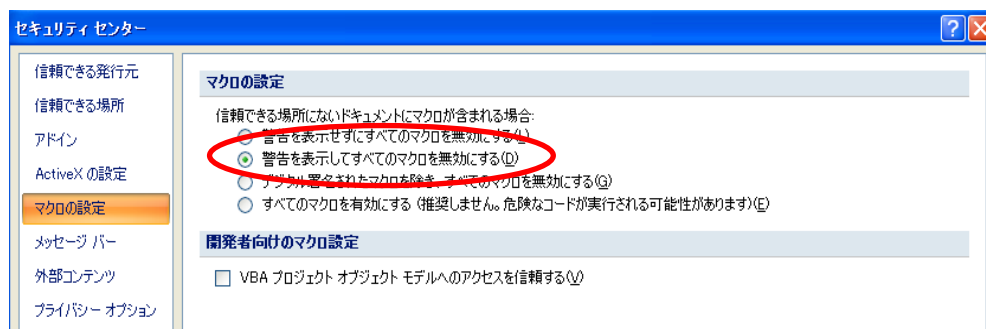 セキュリティ センター
信頼できる発行元
信頼できる場所
アドイン
ActiveX の設定
マクロの設定
メッセージ バー
外部コンテンツ
プライバシー オプション
マクロの設定
信頼できる場所にないドキュメントにマクロが含まれる場合:
警告を表示せずにすべてのマクロを無効にする(L)
警告を表示してすべてのマクロを無効にする(D)
デジタル署名されたマクロを除き、すべてのマクロを無効にする(G)
すべてのマクロを有効にする (推奨しません。危険なコードが実行される可能性があります)(E)
開発者向けのマクロ設定
VBA プロジェクト オブジェクト モデルへのアクセスを信頼する(V)